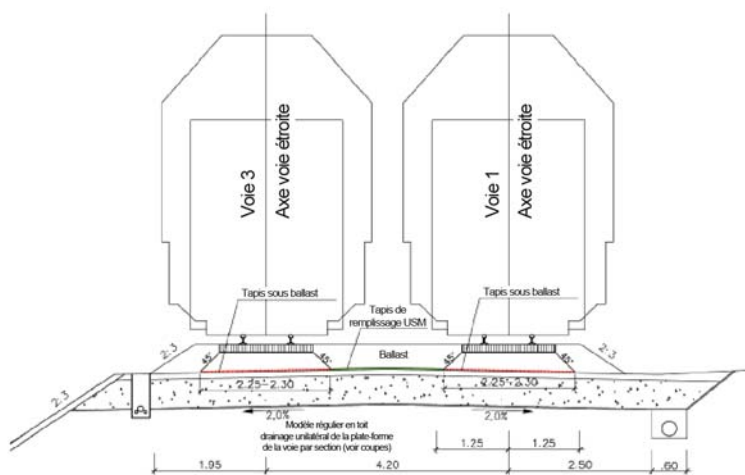 Voie 3
Axe voie étroite
Voie 1
Axe voie étroite
Tapis sous ballast
Tapis de
remplissage USM
Tapis sous ballast
2:3
45°
45°
Ballast
45°
45°
2:3
2:3
2.25 - 2.30
2.25 - 2.30
2,0%
2,0%
Modèle régulier en toit
drainage unilatéral de la plate-forme
de la voie par section (voir coupes)
1.25
1.25
1.95
4.20
2.50
.60